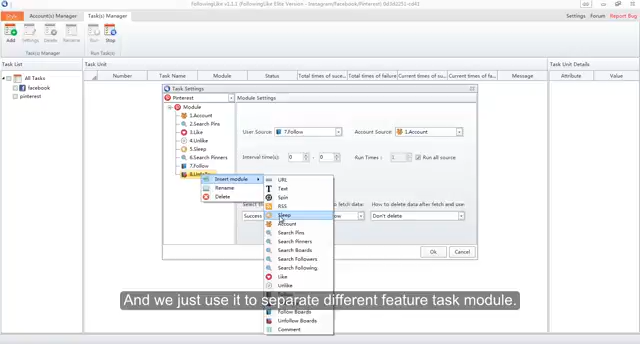 FollowingLike v1.1.1 (FollowingLike Elite Version - Instagram/Facebook/Pinterest)
Style
Account(s) Manager
Task(s) Manager
Settings
Forum
Report Bug
Add
Settings
Delete
Rename
Run
Stop
Task(s) Manager
Run Task(s)
Task List
Task Unit
Task Unit Details
All Tasks
facebook
pinterest
Number
Task Name
Module
Status
Total times of succe...
Total times of failure
Current times of suc...
Current times of fa...
Message
Attribute
Value
Task Settings
Pinterest
Module Settings
Module
1.Account
2.Search Pins
3.Like
4.Unlike
5.Sleep
6.Search Pinners
7.Follow
User Source:
7.Follow
Account Source:
1.Account
Interval time(s):
0
0
Run Times :
1
Run all source
to fetch data:
How to delete data after fetch and use:
Success
Don't delete
Ok
Cancel
Insert module
Rename
Delete
URL
Text
Spin
RSS
Sleep
Account
Search Pins
Search Pinners
Search Boards
Search Followers
Search Following
Like
Unlike
Follow Boards
Unfollow Boards
Comment
And we just use it to separate different feature task module.